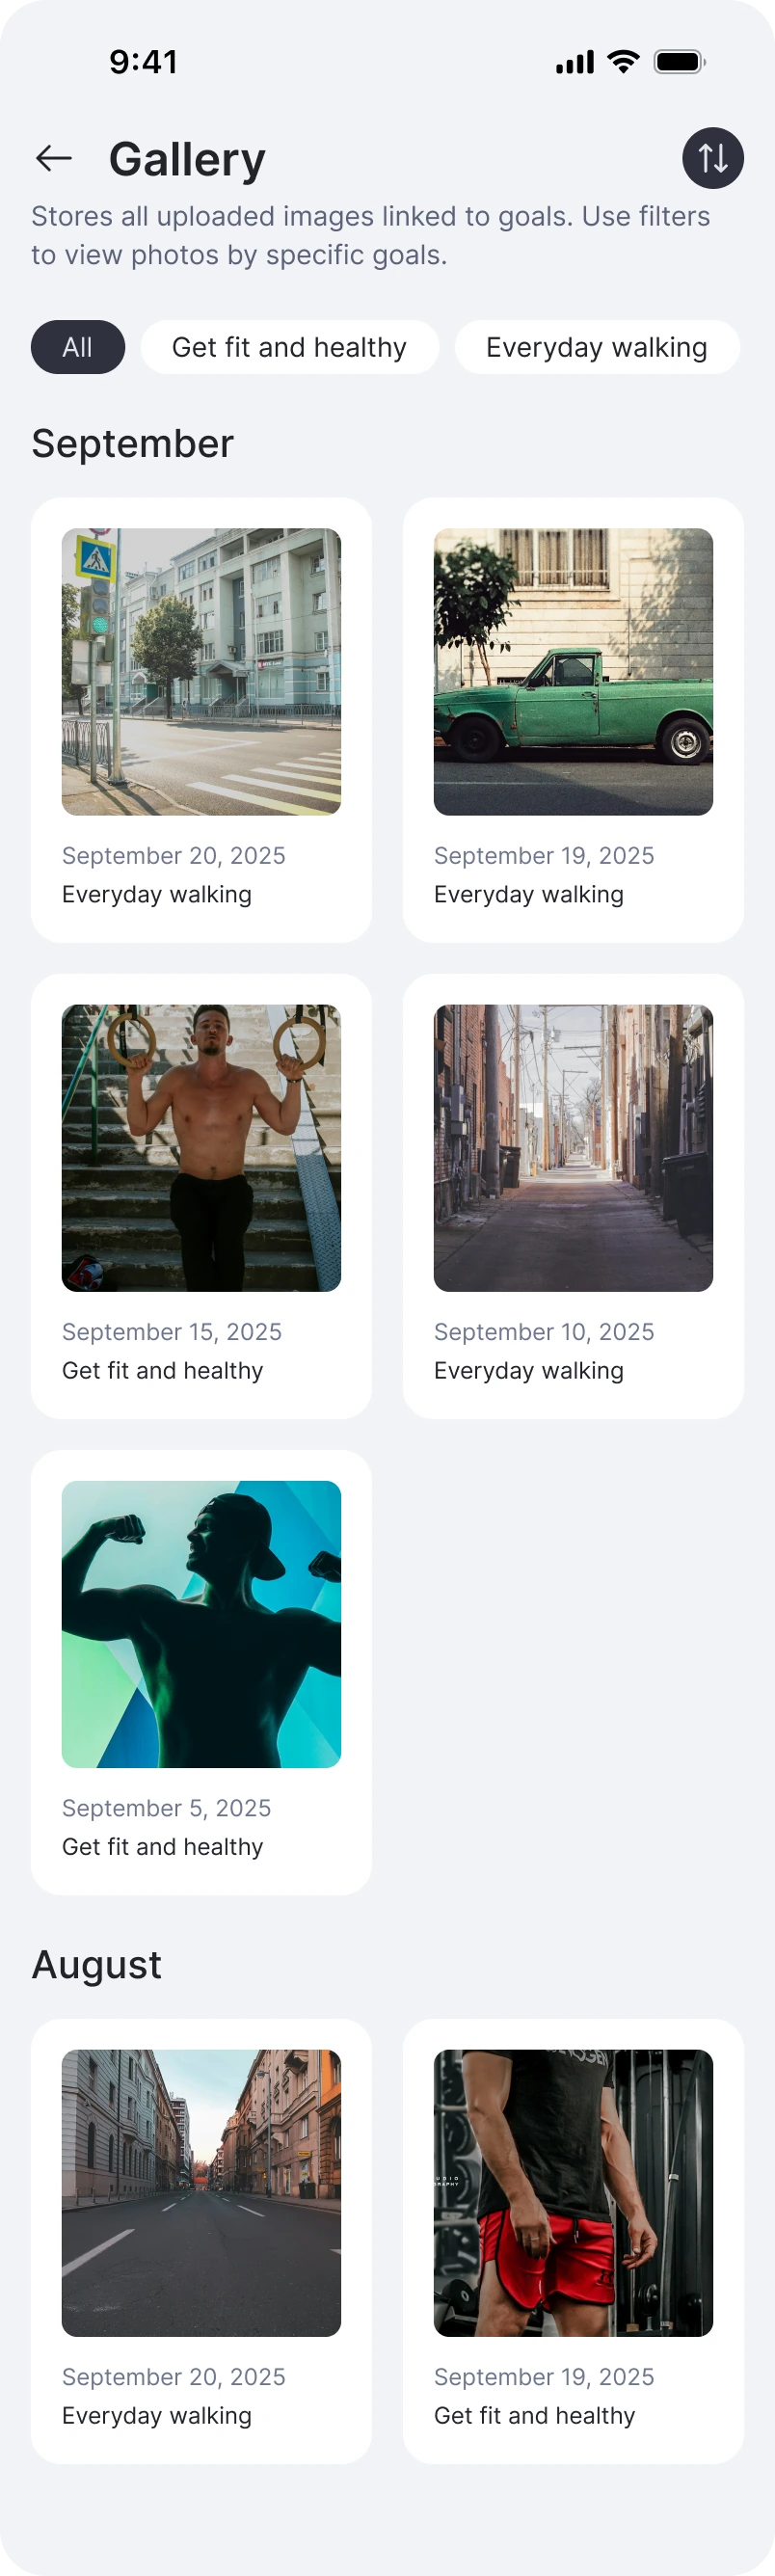 9:41
Gallery
Stores all uploaded images linked to goals. Use filters
to view photos by specific goals.
All
Get fit and healthy
Everyday walking
September
September 20, 2025
Everyday walking
September 19, 2025
Everyday walking
September 15, 2025
Get fit and healthy
September 10, 2025
Everyday walking
September 5, 2025
Get fit and healthy
August
September 20, 2025
Everyday walking
September 19, 2025
Get fit and healthy